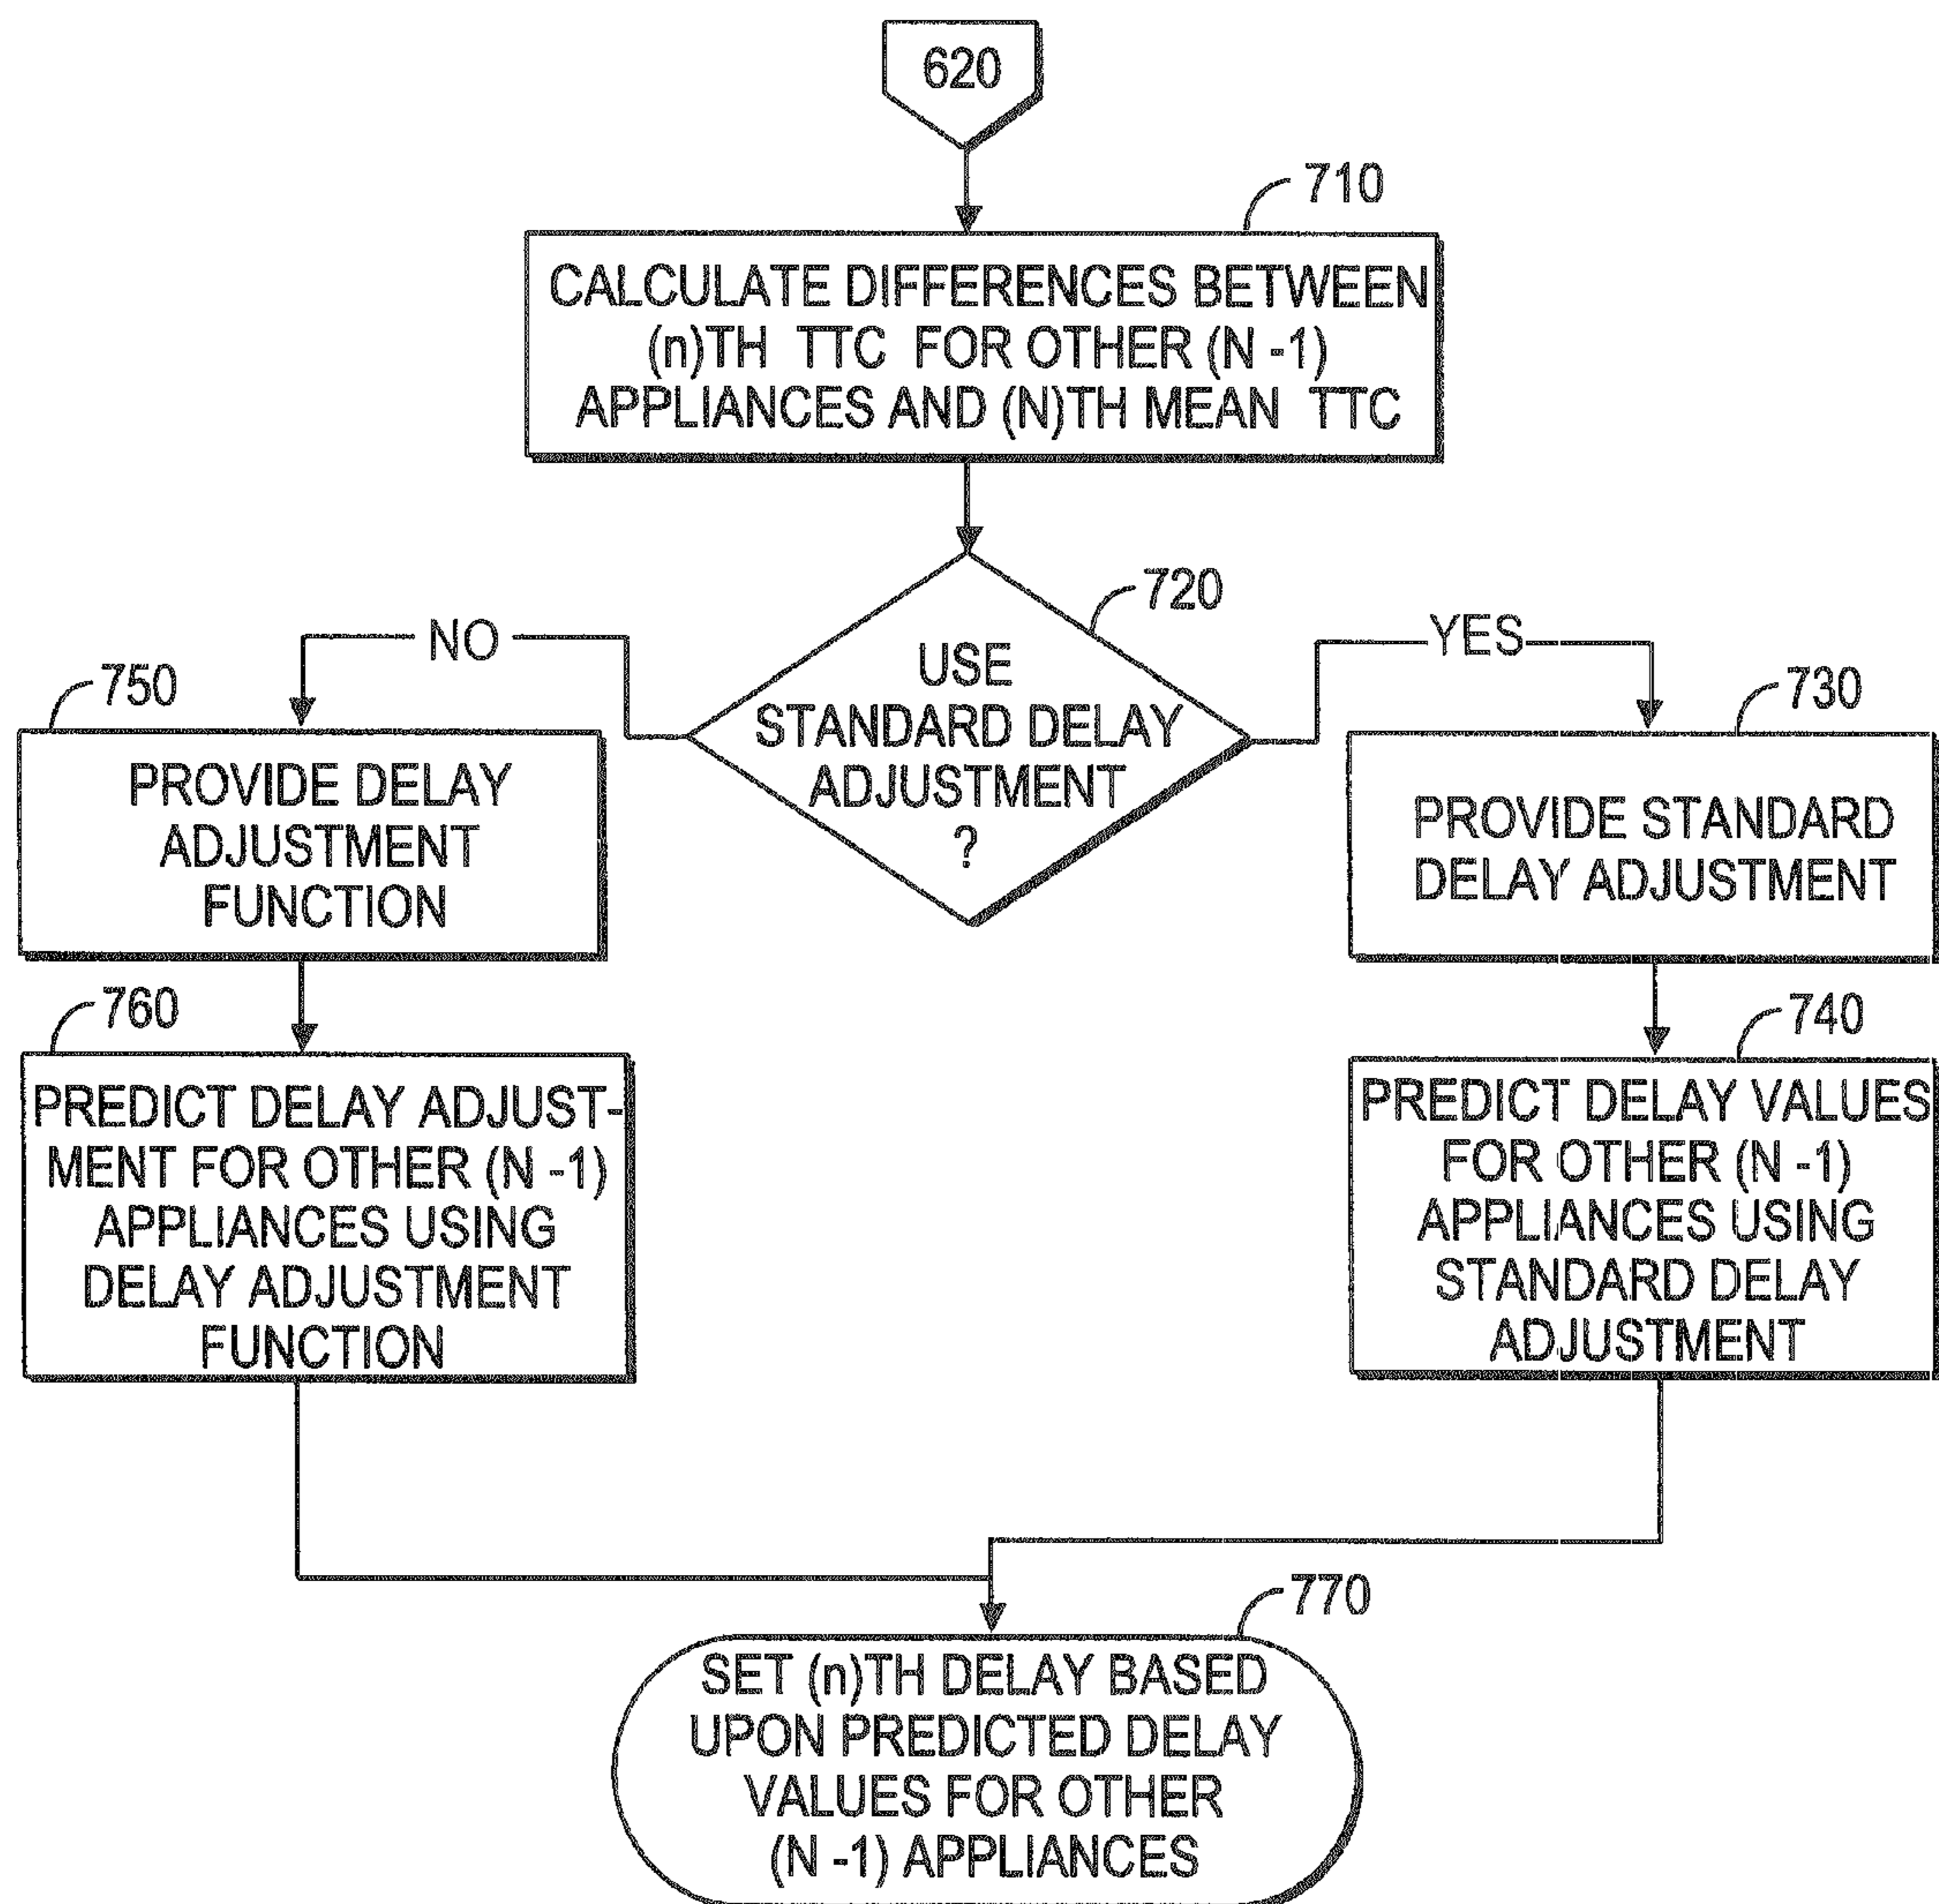 620
710
CALCULATE DIFFERENCES BETWEEN
(n)TH TTC FOR OTHER (N -1)
APPLIANCES AND (N)TH MEAN TTC
720
USE
STANDARD DELAY
ADJUSTMENT
?
NO
YES
750
PROVIDE DELAY
ADJUSTMENT
FUNCTION
730
PROVIDE STANDARD
DELAY ADJUSTMENT
760
PREDICT DELAY ADJUST-
MENT FOR OTHER (N -1)
APPLIANCES USING
DELAY ADJUSTMENT
FUNCTION
740
PREDICT DELAY VALUES
FOR OTHER (N -1)
APPLIANCES USING
STANDARD DELAY
ADJUSTMENT
770
SET (n)TH DELAY BASED
UPON PREDICTED DELAY
VALUES FOR OTHER
(N -1) APPLIANCES